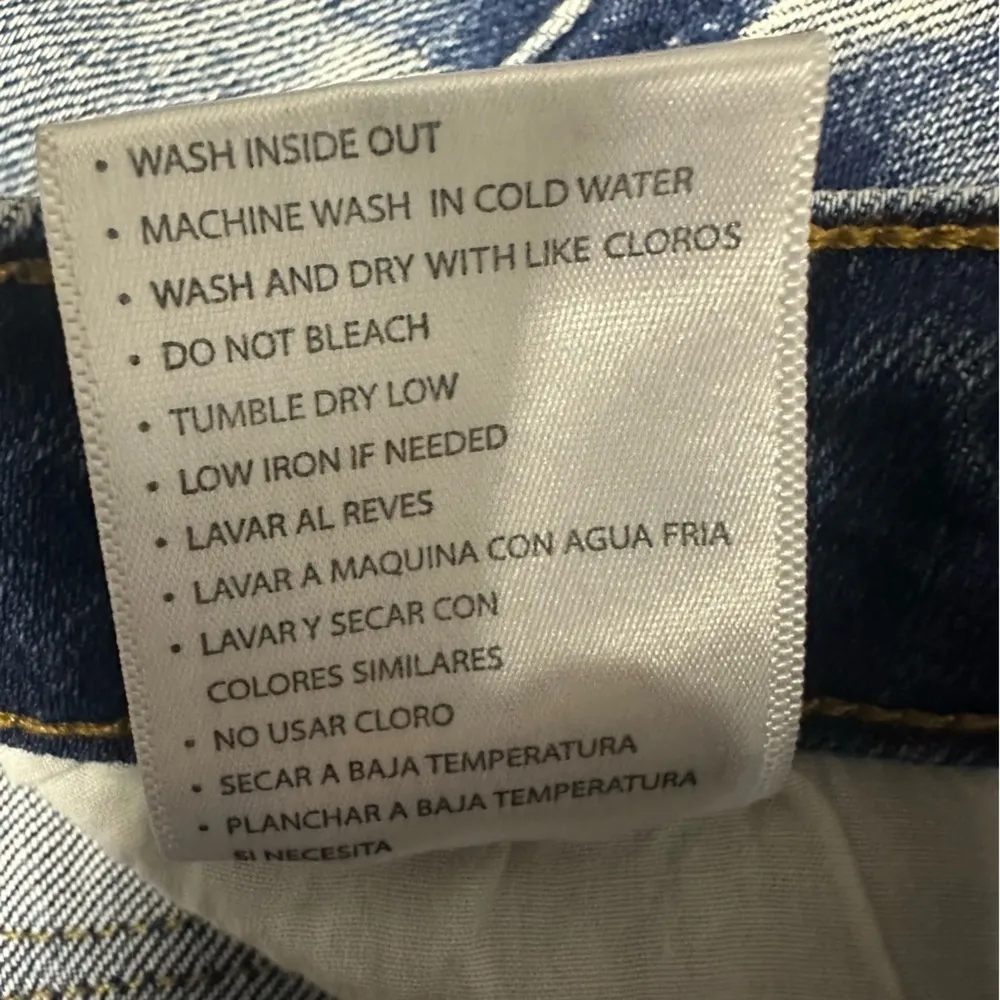 • WASH INSIDE OUT
• MACHINE WASH IN COLD WATER
• WASH AND DRY WITH LIKE CLOROS
• DO NOT BLEACH
• TUMBLE DRY LOW
• LOW IRON IF NEEDED
• LAVAR AL REVES
• LAVAR A MAQUINA CON AGUA FRIA
• LAVAR Y SECAR CON
COLORES SIMILARES
• NO USAR CLORO
• SECAR A BAJA TEMPERATURA
• PLANCHAR A BAJA TEMPERATURA
SI NECESITA